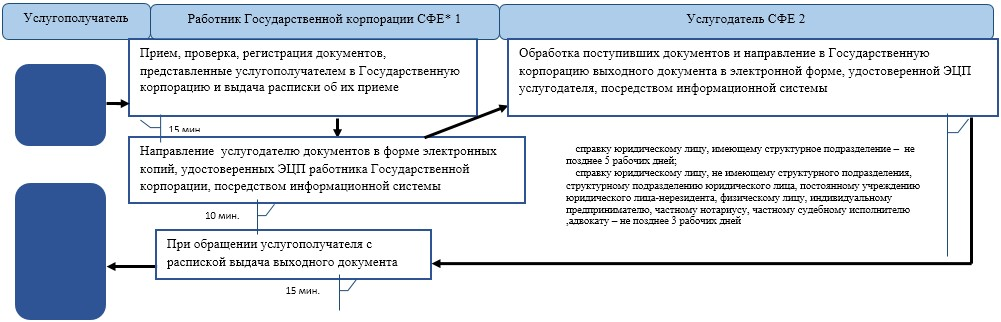 Услугополучатель
Работник Государственной корпорации СФЕ* 1
Услугодатель СФЕ 2
Прием, проверка, регистрация документов,
представленные услугополучателем в Государственную
корпорацию и выдача расписки об их приеме
15 мин.
Обработка поступивших документов и направление в Государственную
корпорацию выходного документа в электронной форме, удостоверенной ЭЦП
услугодателя, посредством информационной системы
Направление услугодателю документов в форме электронных
копий, удостоверенных ЭЦП работника Государственной
корпорации, посредством информационной системы
10 мин.
справку юридическому лицу, имеющему структурное подразделение – не
позднее 5 рабочих дней;
справку юридическому лицу, не имеющему структурного подразделения,
структурному подразделению юридического лица, постоянному учреждению
юридического лица-нерезидента, физическому лицу, индивидуальному
предпринимателю, частному нотариусу, частному судебному исполнителю
,адвокату – не позднее 3 рабочих дней
При обращении услугополучателя с
распиской выдача выходного документа
15 мин.